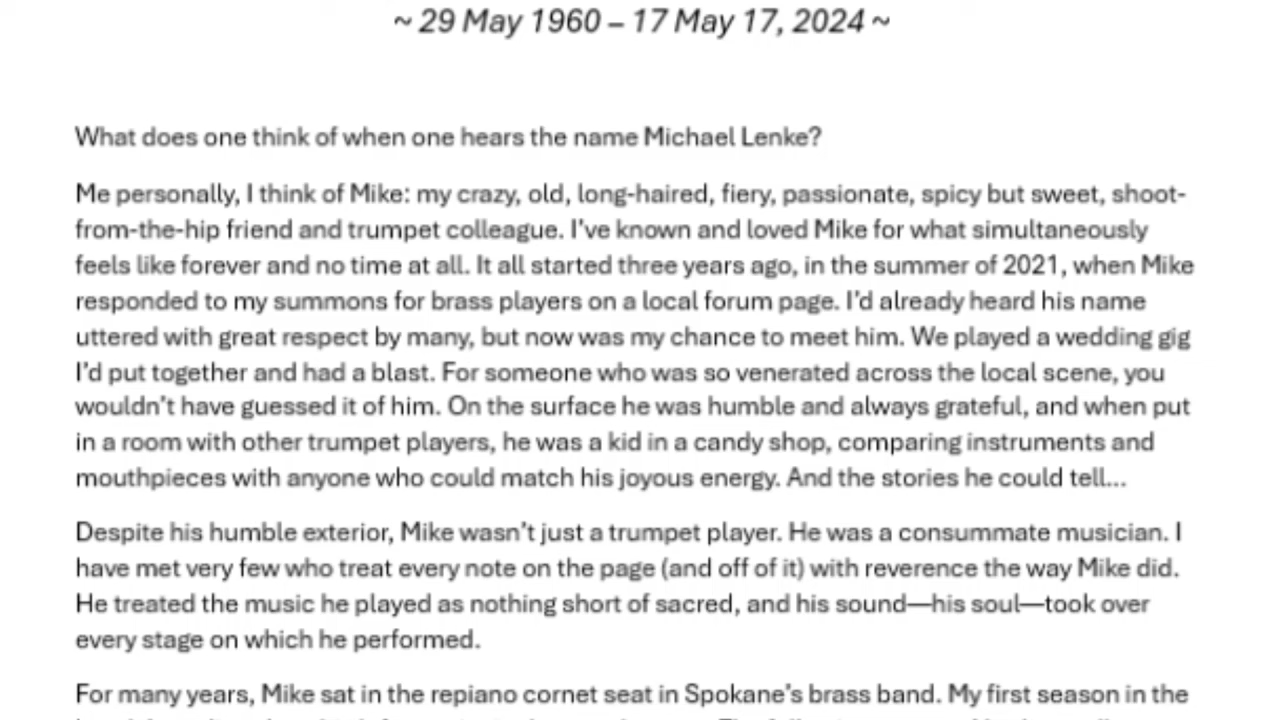 ~ 29 May 1960 – 17 May 17, 2024 ~
What does one think of when one hears the name Michael Lenke?
Me personally, I think of Mike: my crazy, old, long-haired, fiery, passionate, spicy but sweet, shoot-
from-the-hip friend and trumpet colleague. I’ve known and loved Mike for what simultaneously
feels like forever and no time at all. It all started three years ago, in the summer of 2021, when Mike
responded to my summons for brass players on a local forum page. I’d already heard his name
uttered with great respect by many, but now was my chance to meet him. We played a wedding gig
I’d put together and had a blast. For someone who was so venerated across the local scene, you
wouldn’t have guessed it of him. On the surface he was humble and always grateful, and when put
in a room with other trumpet players, he was a kid in a candy shop, comparing instruments and
mouthpieces with anyone who could match his joyous energy. And the stories he could tell...
Despite his humble exterior, Mike wasn’t just a trumpet player. He was a consummate musician. I
have met very few who treat every note on the page (and off of it) with reverence the way Mike did.
He treated the music he played as nothing short of sacred, and his sound—his soul—took over
every stage on which he performed.
For many years, Mike sat in the repiano cornet seat in Spokane’s brass band. My first season in the